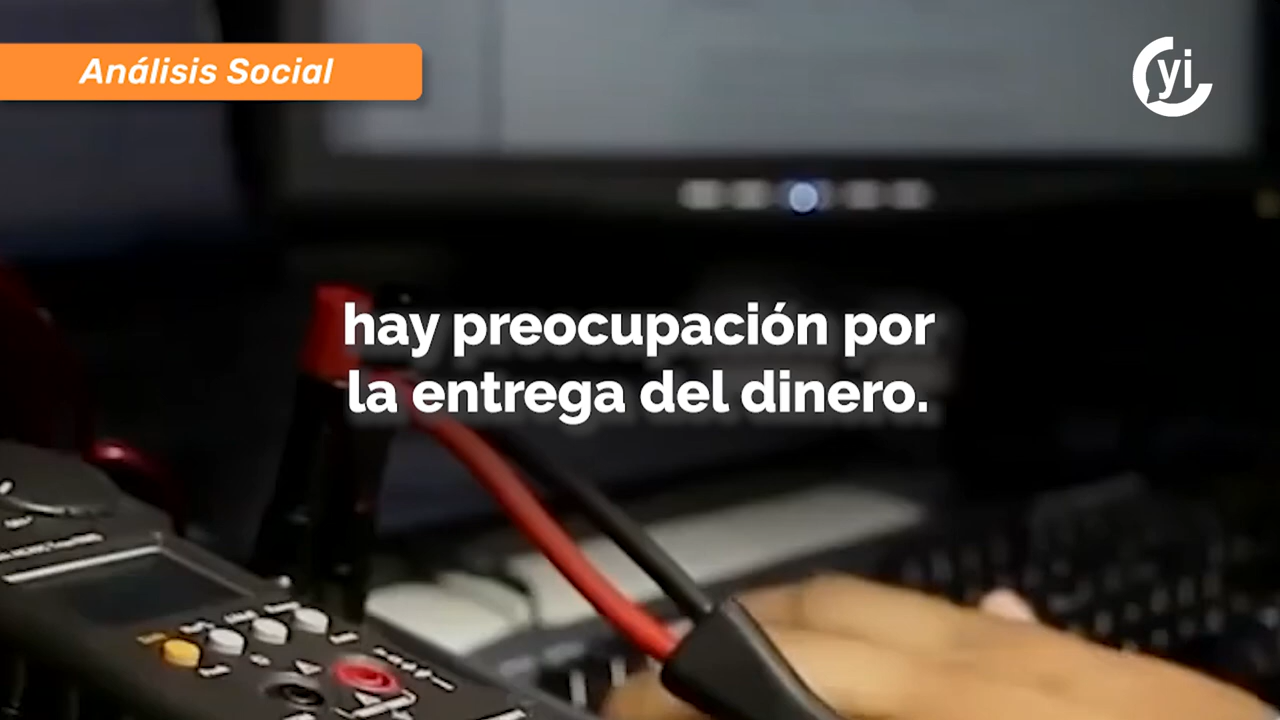 Análisis Social
yi
hay preocupación por
la entrega del dinero.